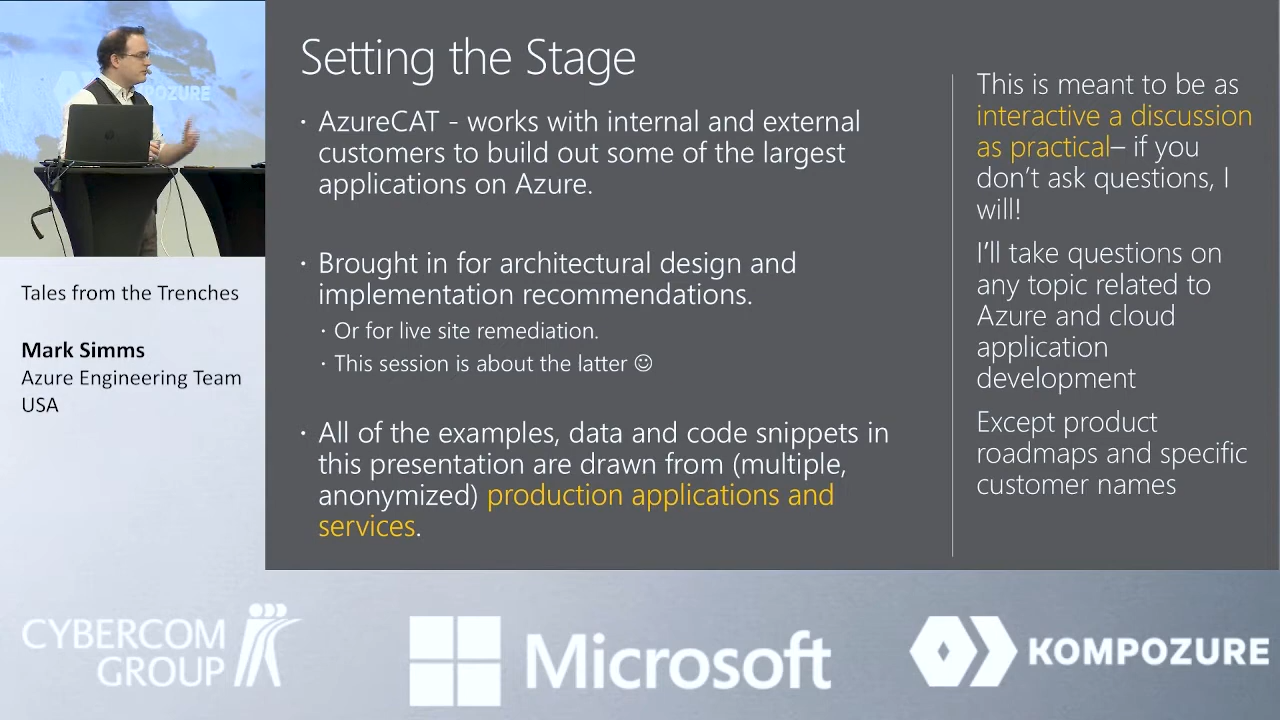 Setting the Stage
· AzureCAT - works with internal and external
customers to build out some of the largest
applications on Azure.
· Brought in for architectural design and
implementation recommendations.
· Or for live site remediation.
· This session is about the latter ☺
· All of the examples, data and code snippets in
this presentation are drawn from (multiple,
anonymized) production applications and
services.
This is meant to be as
interactive a discussion
as practical– if you
don't ask questions, I
will!
I'll take questions on
any topic related to
Azure and cloud
application
development
Except product
roadmaps and specific
customer names
Tales from the Trenches
Mark Simms
Azure Engineering Team
USA
CYBERCOM
GROUP
Microsoft
KOMPOZURE